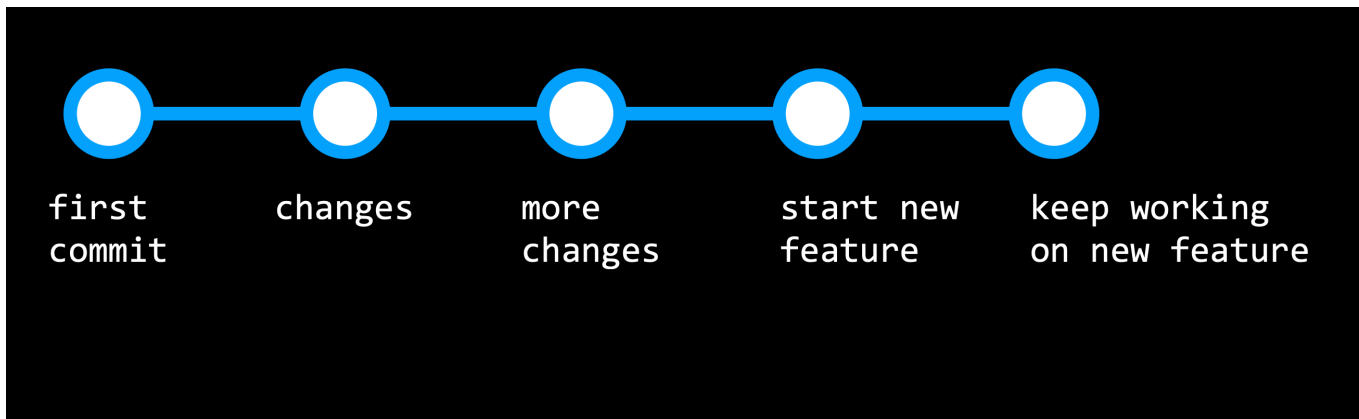 first
commit
changes
more
changes
start new
feature
keep working
on new feature